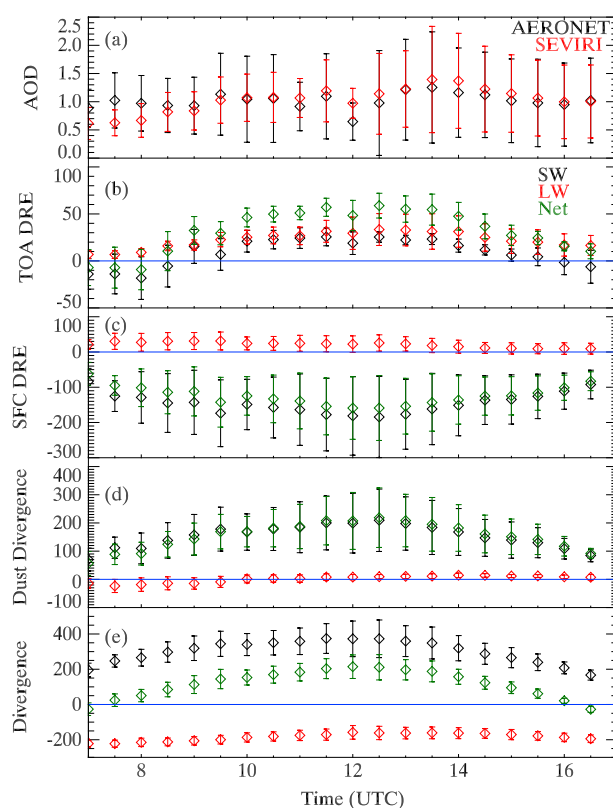 (a)
AERONET
SEVIRI
AOD
2.5
2.0
1.5
1.0
0.5
0.0
(b)
SW
LW
Net
TOA DRE
100
50
0
-50
(c)
SFC DRE
100
0
-100
-200
-300
(d)
Dust Divergence
400
300
200
100
0
-100
(e)
Divergence
400
200
0
-200
8 10 12 14 16
Time (UTC)